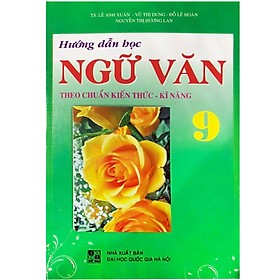 TS. LÊ ANH XUÂN - VŨ THỊ DUNG - ĐỖ LÊ HOÀN
NGUYỄN THỊ HƯƠNG LAN
Hướng dẫn học
NGỮ VĂN
THEO CHUẨN KIẾN THỨC - KĨ NĂNG
9
NHÀ XUẤT BẢN
ĐẠI HỌC QUỐC GIA HÀ NỘI